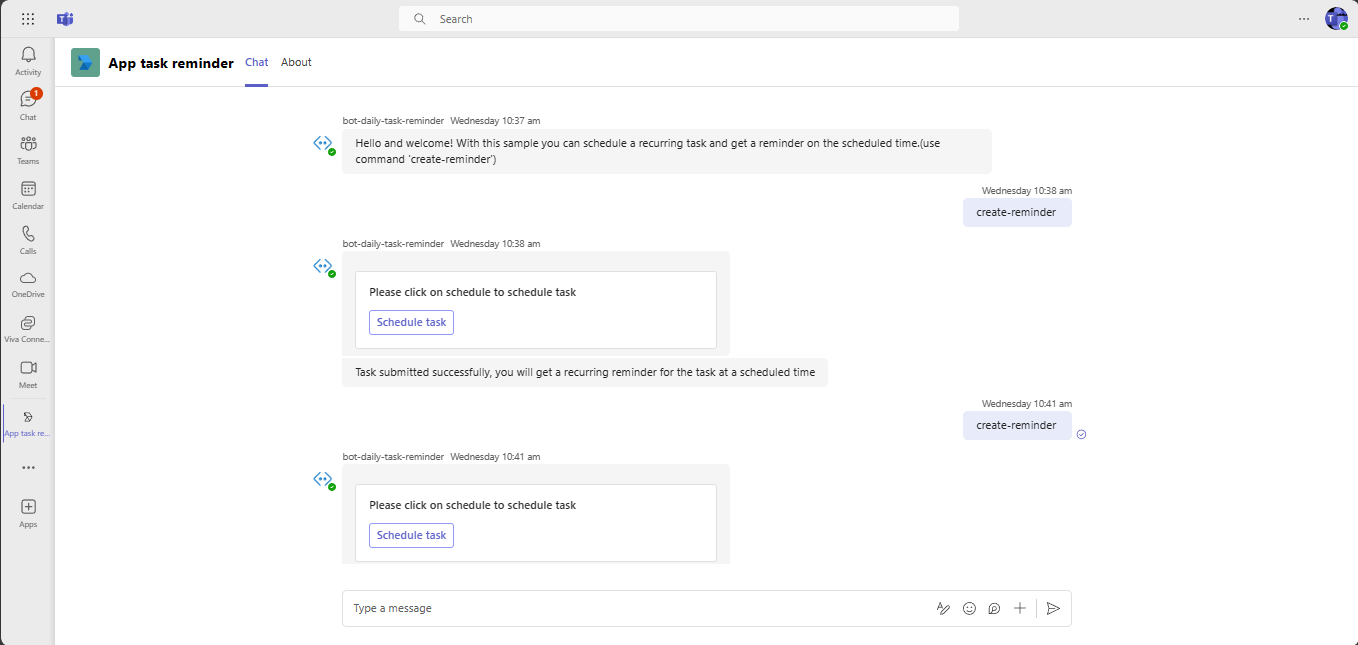 Search
Activity
1
Chat
Teams
Calendar
Calls
OneDrive
Viva Conne...
Meet
App task re...
Apps
App task reminder
Chat
About
bot-daily-task-reminder Wednesday 10:37 am
Hello and welcome! With this sample you can schedule a recurring task and get a reminder on the scheduled time.(use
command 'create-reminder')
Wednesday 10:38 am
create-reminder
bot-daily-task-reminder Wednesday 10:38 am
Please click on schedule to schedule task
Schedule task
Task submitted successfully, you will get a recurring reminder for the task at a scheduled time
Wednesday 10:41 am
create-reminder
bot-daily-task-reminder Wednesday 10:41 am
Please click on schedule to schedule task
Schedule task
Type a message